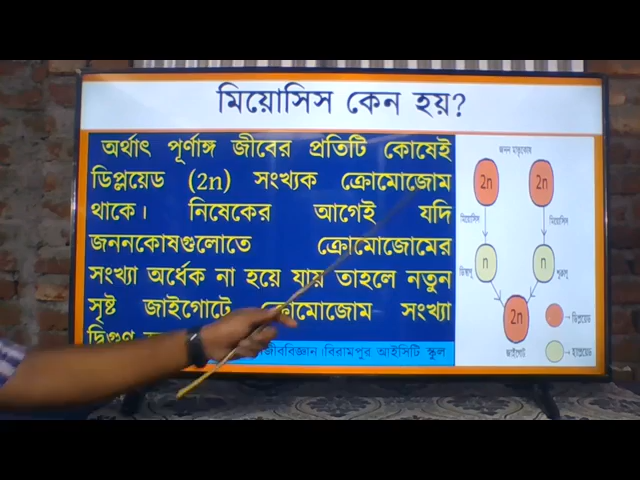 মিয়োসিস কেন হয়?
অর্থাৎ পূর্ণাঙ্গ জীবের প্রতিটি কোষেই
ডিপ্লয়েড (2n) সংখ্যক ক্রোমোজোম
থাকে। নিষেকের আগেই যদি
জননকোষগুলোতে ক্রোমোজোমের
সংখ্যা অর্ধেক না হয়ে যায় তাহলে নতুন
সৃষ্ট জাইগোটে ক্রোমোজোম সংখ্যা
দ্বিগুণ
জীববিজ্ঞান।বিরামপুর আইসিটি স্কুল
জনন মাতৃকোষ
2n 2n
মিয়োসিস মিয়োসিস
ডিম্বাণু n n শুক্রাণু
2n
জাইগোট
→ ডিপ্লয়েড
→ হ্যাপ্লয়েড